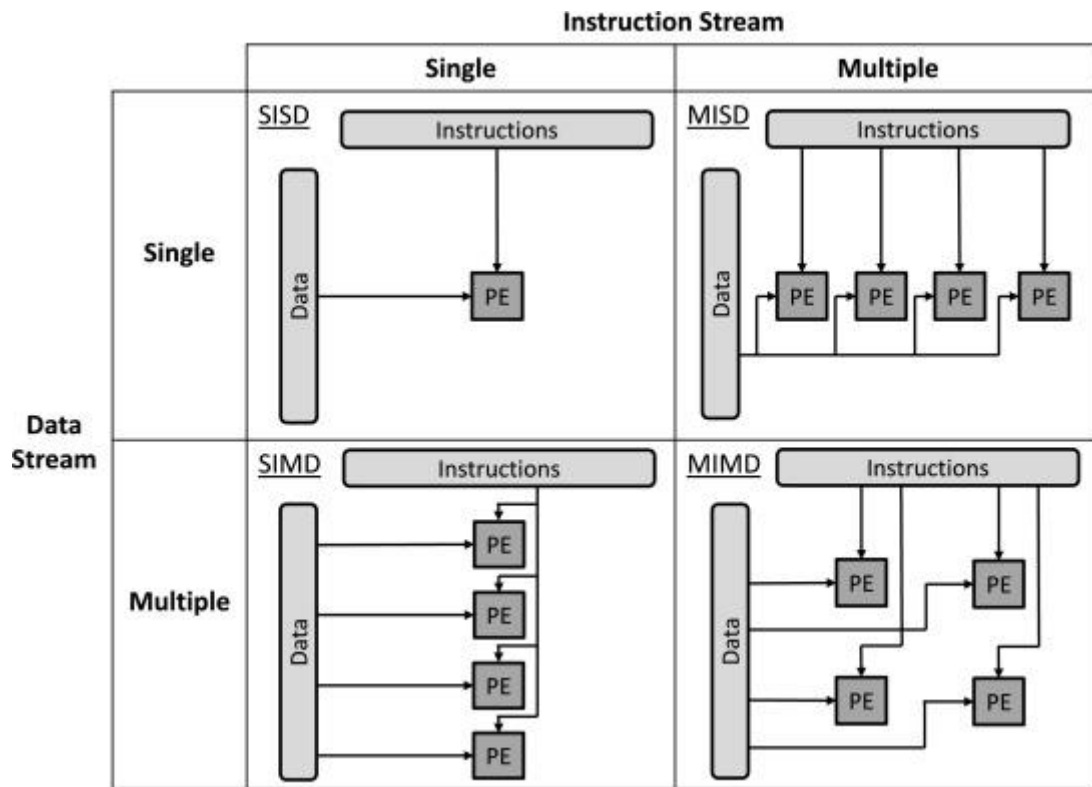 Instruction Stream
Single
Multiple
SISD
Instructions
MISD
Instructions
Single
Data
PE
Data
PE
PE
PE
PE
Data
Stream
SIMD
Instructions
MIMD
Instructions
Multiple
Data
PE
PE
PE
PE
Data
PE
PE
PE
PE